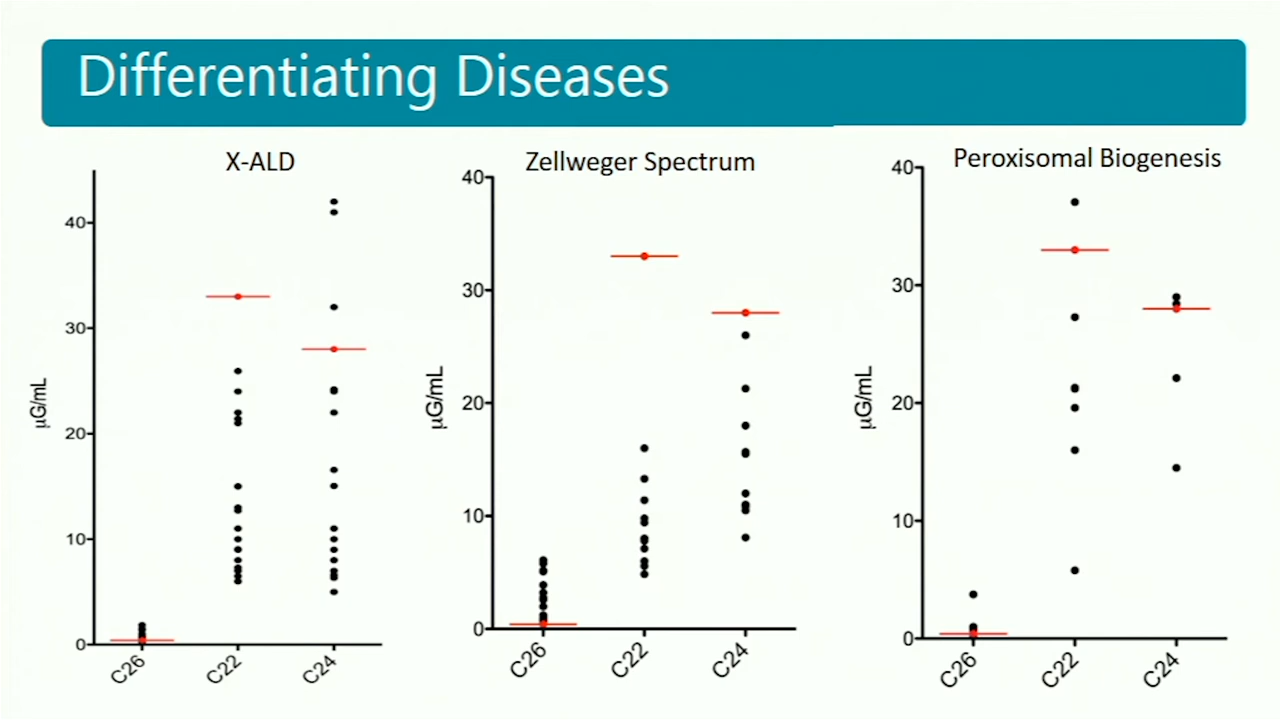 Differentiating Diseases
X-ALD
40
30
20
10
0
µG/mL
C26
C22
C24
Zellweger Spectrum
40
30
20
10
0
µG/mL
C26
C22
C24
Peroxisomal Biogenesis
40
30
20
10
0
µG/mL
C26
C22
C24